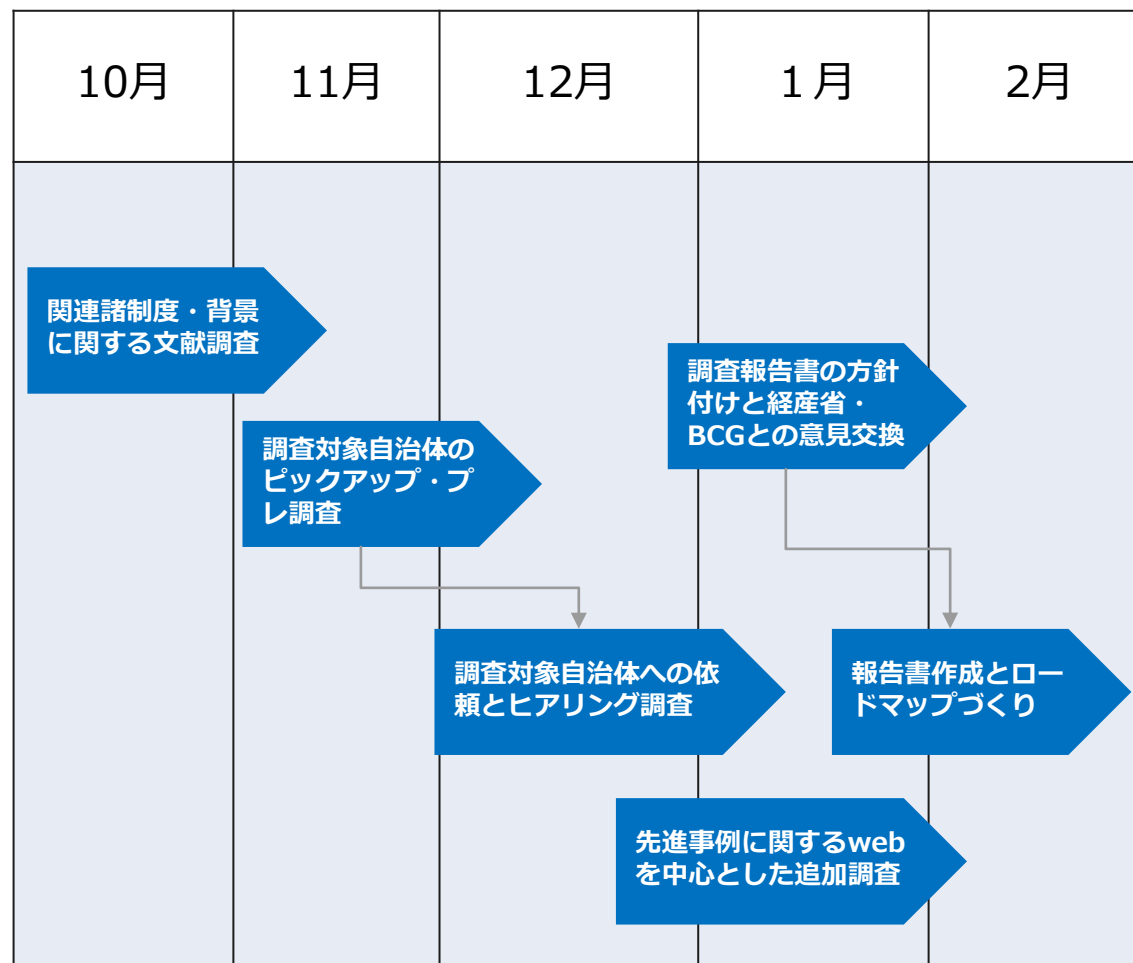 10月
11月
12月
１月
2月
関連諸制度・背景
に関する文献調査
調査報告書の方針
付けと経産省・
BCGとの意見交換
調査対象自治体の
ピックアップ・プ
レ調査
調査対象自治体への依
頼とヒアリング調査
報告書作成とロー
ドマップづくり
先進事例に関するweb
を中心とした追加調査